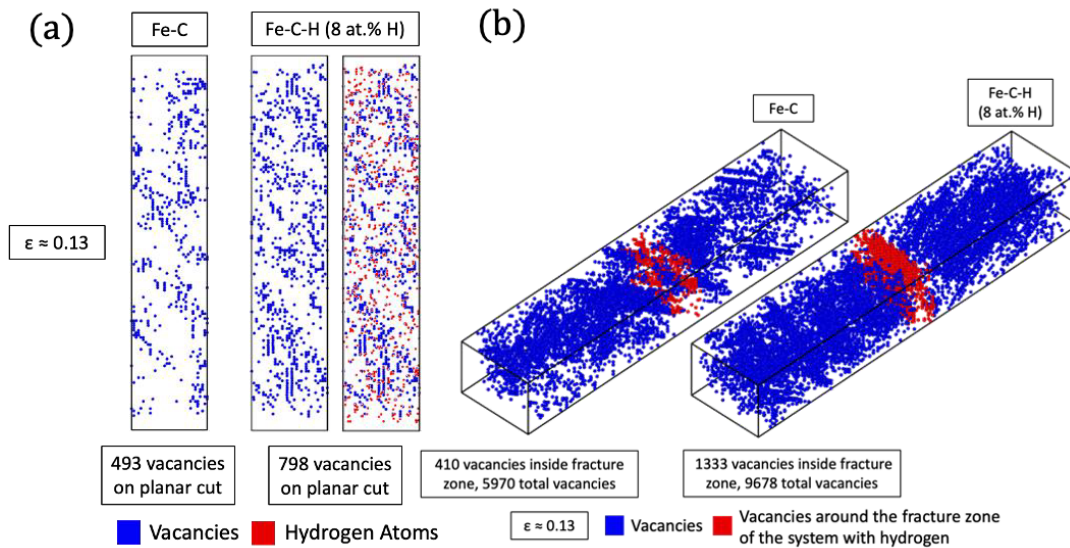 (a)
Fe-C
Fe-C-H (8 at.% H)
ε ≈ 0.13
493 vacancies
on planar cut
798 vacancies
on planar cut
Vacancies
Hydrogen Atoms
(b)
Fe-C
Fe-C-H
(8 at.% H)
410 vacancies inside fracture
zone, 5970 total vacancies
1333 vacancies inside fracture
zone, 9678 total vacancies
ε ≈ 0.13
Vacancies
Vacancies around the fracture zone
of the system with hydrogen